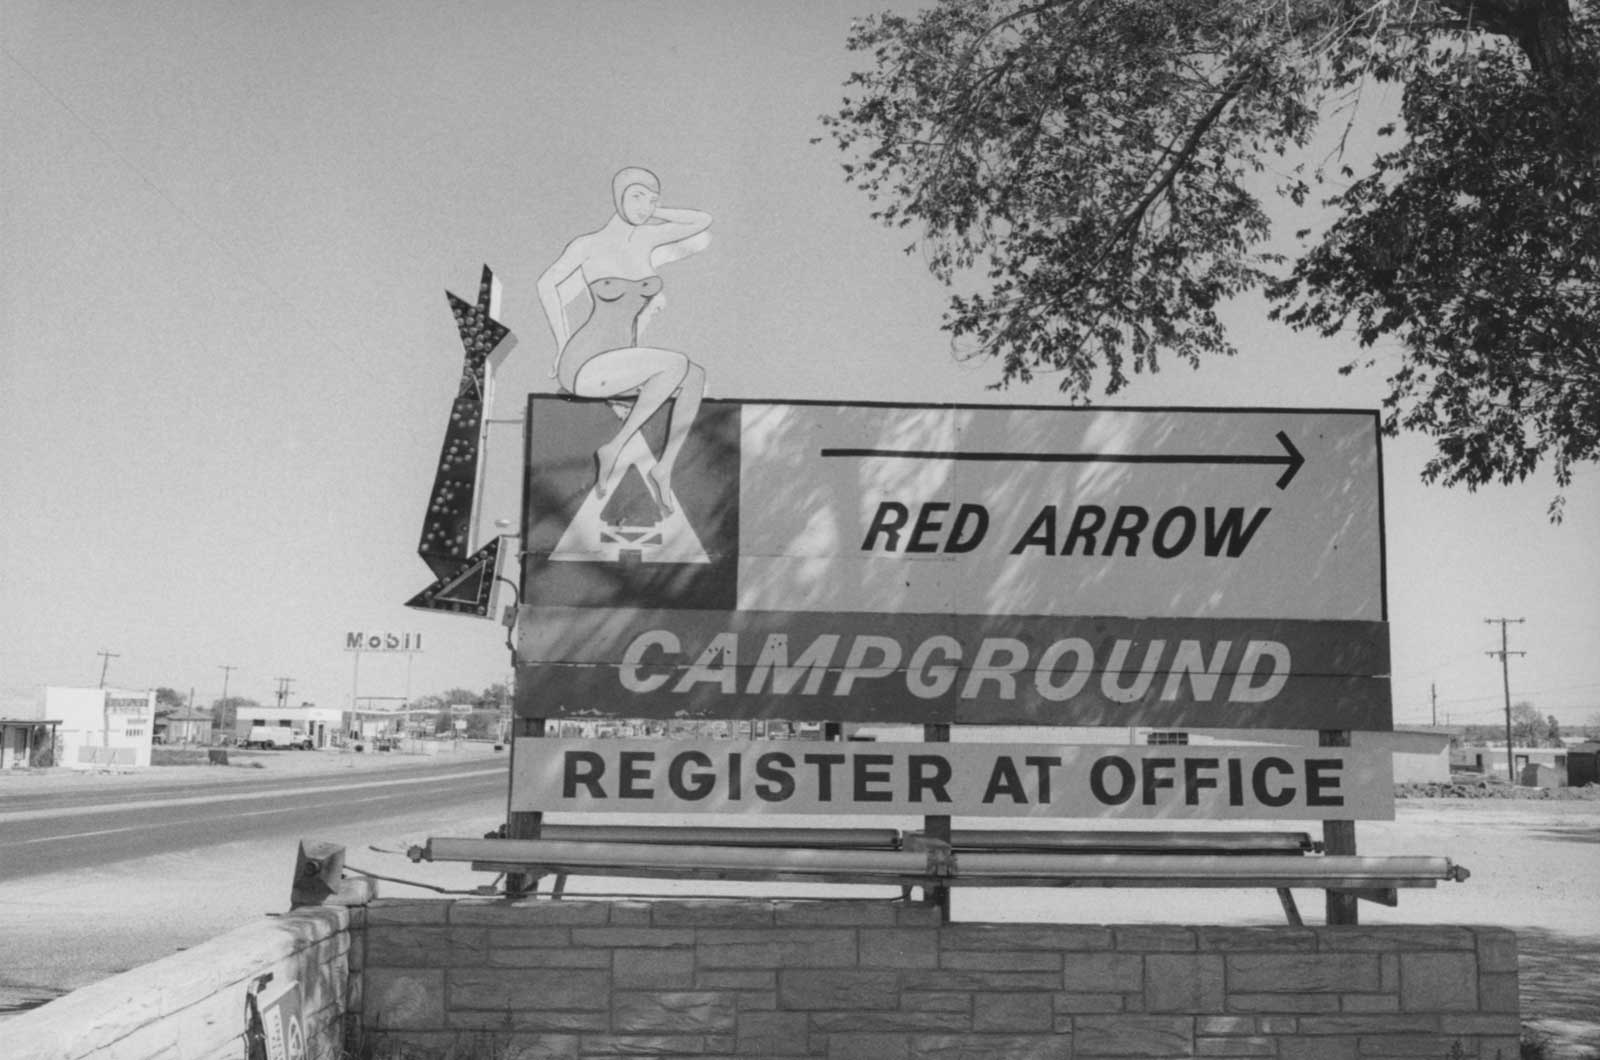 Mobil
RED ARROW
CAMPGROUND
REGISTER AT OFFICE